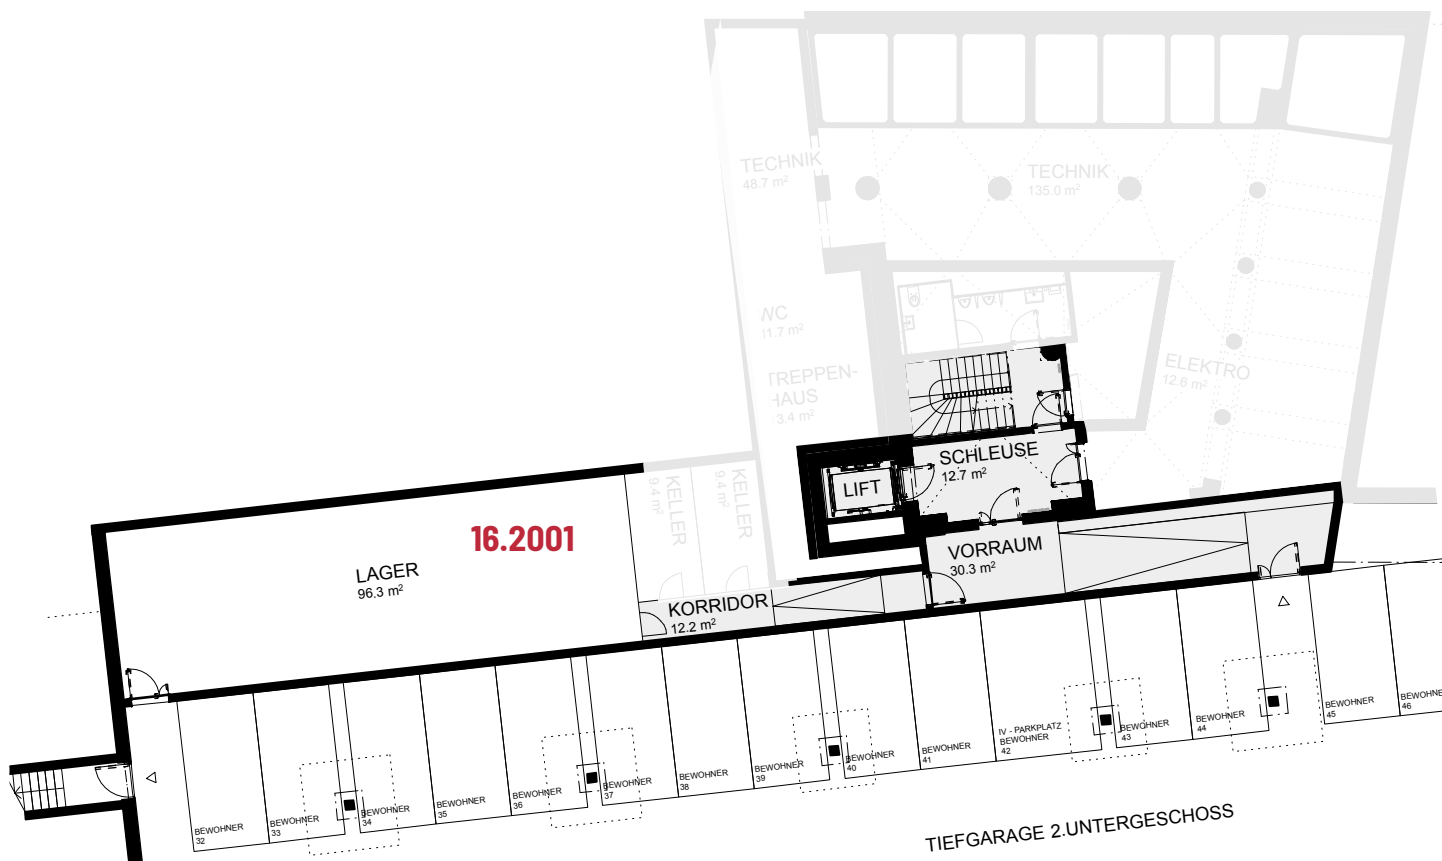 TECHNIK
48.7 m²
TECHNIK
135.0 m²
WC
11.7 m²
TREPPEN-
HAUS
3.4 m²
ELEKTRO
12.6 m²
SCHLEUSE
12.7 m²
LIFT
KELLER
9.4 m²
KELLER
9.4 m²
16.2001
LAGER
96.3 m²
VORRAUM
30.3 m²
KORRIDOR
12.2 m²
BEWOHNER
32
BEWOHNER
33
BEWOHNER
34
BEWOHNER
35
BEWOHNER
36
BEWOHNER
37
BEWOHNER
38
BEWOHNER
39
BEWOHNER
40
BEWOHNER
41
IV - PARKPLATZ
BEWOHNER
42
BEWOHNER
43
BEWOHNER
44
BEWOHNER
45
BEWOHNE
46
TIEFGARAGE 2.UNTERGESCHOSS